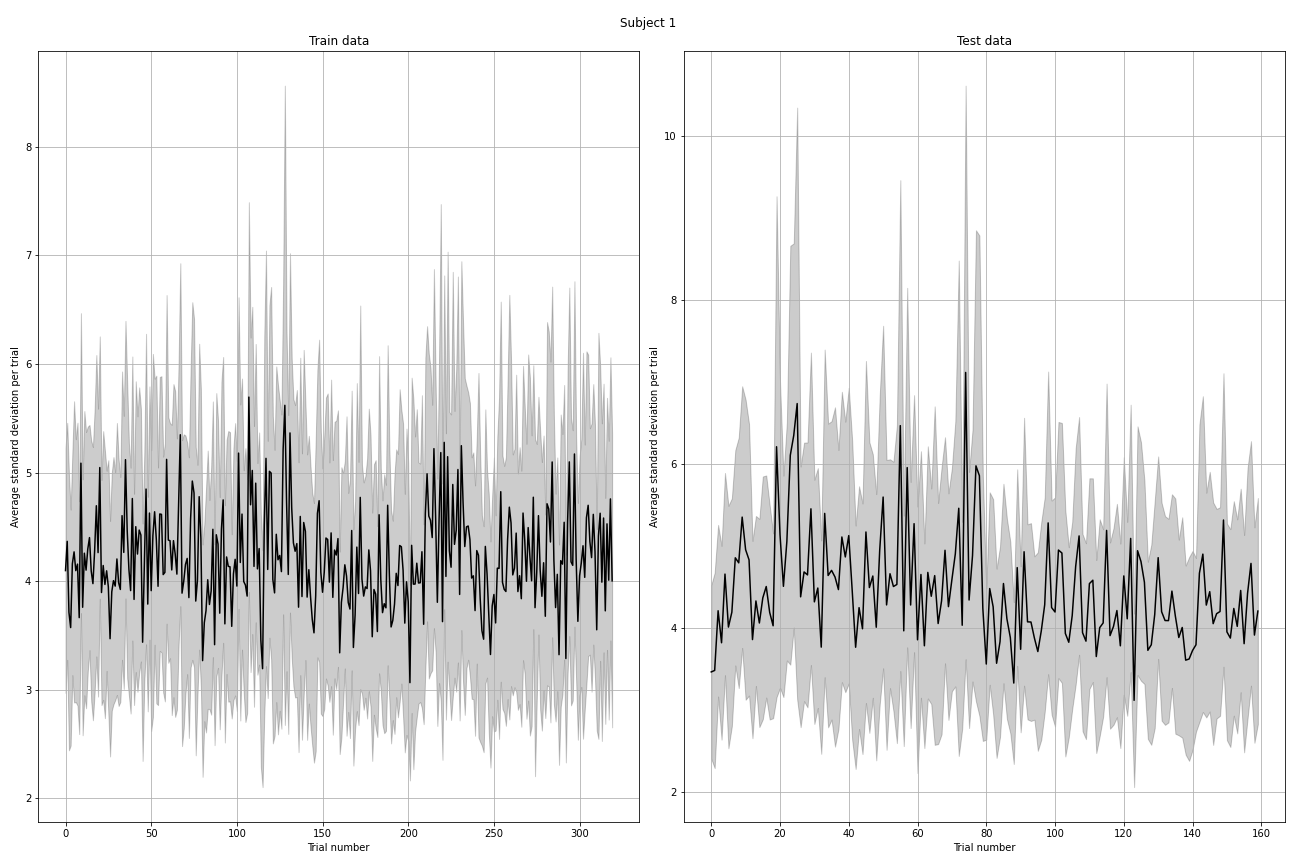 Subject 1
Train data
Average standard deviation per trial
8
7
6
5
4
3
2
0 50 100 150 200 250 300
Trial number
Test data
Average standard deviation per trial
10
8
6
4
2
0 20 40 60 80 100 120 140 160
Trial number